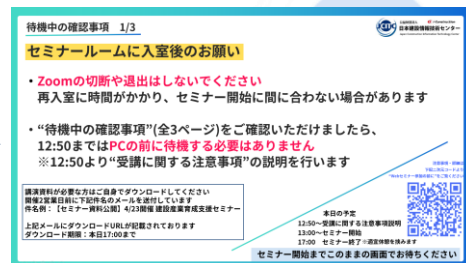 待機中の確認事項 1/3
日本建設情報技術センター
セミナールームに入室後のお願い
・Zoomの切断や退出はしないでください
再入室に時間がかかり、セミナー開始に間に合わない場合があります
・“待機中の確認事項”(全3ページ)をご確認いただけましたら、
12:50まではPCの前に待機する必要はありません
※12:50より“受講に関する注意事項”の説明を行います
講演資料が必要な方はご自身でダウンロードしてください
開催2営業日前に下記件名のメールを送付しています
件名例：【セミナー資料公開】4/23開催 建設産業育成支援セミナー
上記メールにダウンロードURLが記載されております
ダウンロード期限：本日17:00まで
本日の予定
12:50～受講に関する注意事項説明
13:00～セミナー開始
17:00 セミナー終了※適宜休憩を挟みます
セミナー開始までこのままの画面でお待ちください